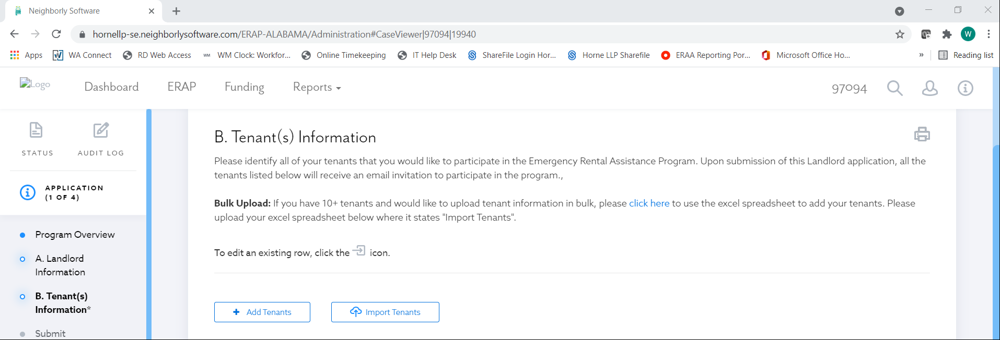 Neighborly Software
hornellp-se.neighborlysoftware.com/ERAP-ALABAMA/Administration#CaseViewer|97094|19940
W
Apps WA Connect RD Web Access WM WM Clock: Workfor... Online Timekeeping IT Help Desk ShareFile Login Hor... Horne LLP Sharefile ERAA Reporting Por... Microsoft Office Ho... » Reading list
Logo Dashboard ERAP Funding Reports 97094
STATUS AUDIT LOG
APPLICATION
(1 OF 4)
Program Overview
A. Landlord
Information
B. Tenant(s)
Information*
Submit
B. Tenant(s) Information
Please identify all of your tenants that you would like to participate in the Emergency Rental Assistance Program. Upon submission of this Landlord application, all the
tenants listed below will receive an email invitation to participate in the program.,
Bulk Upload: If you have 10+ tenants and would like to upload tenant information in bulk, please click here to use the excel spreadsheet to add your tenants. Please
upload your excel spreadsheet below where it states "Import Tenants".
To edit an existing row, click the icon.
+ Add Tenants Import Tenants